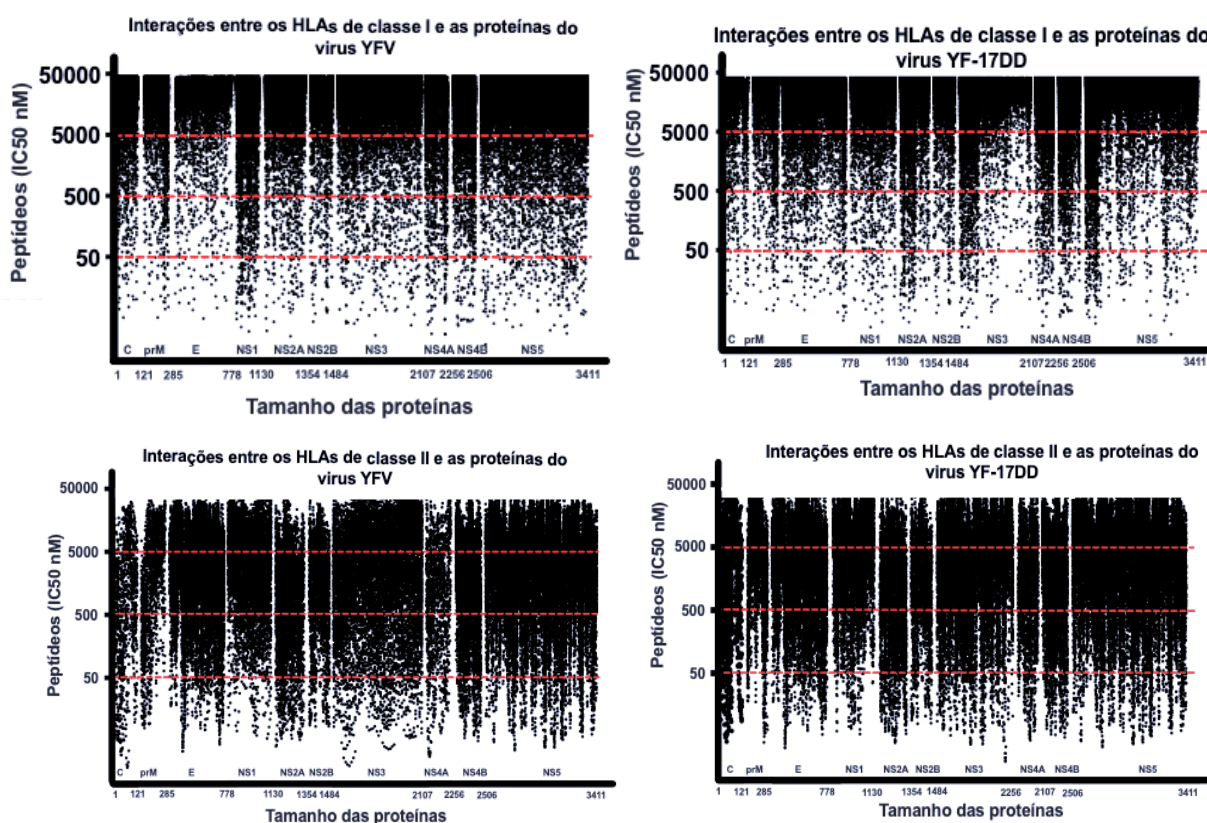 Interações entre os HLAs de classe I e as proteínas do
virus YFV
Peptídeos (IC50 nM)
50000
5000
500
50
C prM E NS1 NS2A NS2B NS3 NS4A NS4B NS5
1 121 285 778 1130 1354 1484 2107 2256 2506 3411
Tamanho das proteínas
Interações entre os HLAs de classe I e as proteínas do
virus YF-17DD
Peptídeos (IC50 nM)
50000
5000
500
50
C prM E NS1 NS2A NS2B NS3 NS4A NS4B NS5
1 121 285 778 1130 1354 1484 2107 2256 2506 3411
Tamanho das proteínas
Interações entre os HLAs de classe II e as proteínas do
virus YFV
Peptídeos (IC50 nM)
50000
5000
500
50
C prM E NS1 NS2A NS2B NS3 NS4A NS4B NS5
1 121 285 778 1130 1354 1484 2107 2256 2506 3411
Tamanho das proteínas
Interações entre os HLAs de classe II e as proteínas do
virus YF-17DD
Peptídeos (IC50 nM)
50000
5000
500
50
C prM E NS1 NS2A NS2B NS3 NS4A NS4B NS5
1 121 285 778 1130 1354 1484 2256 2107 2506 3411
Tamanho das proteínas